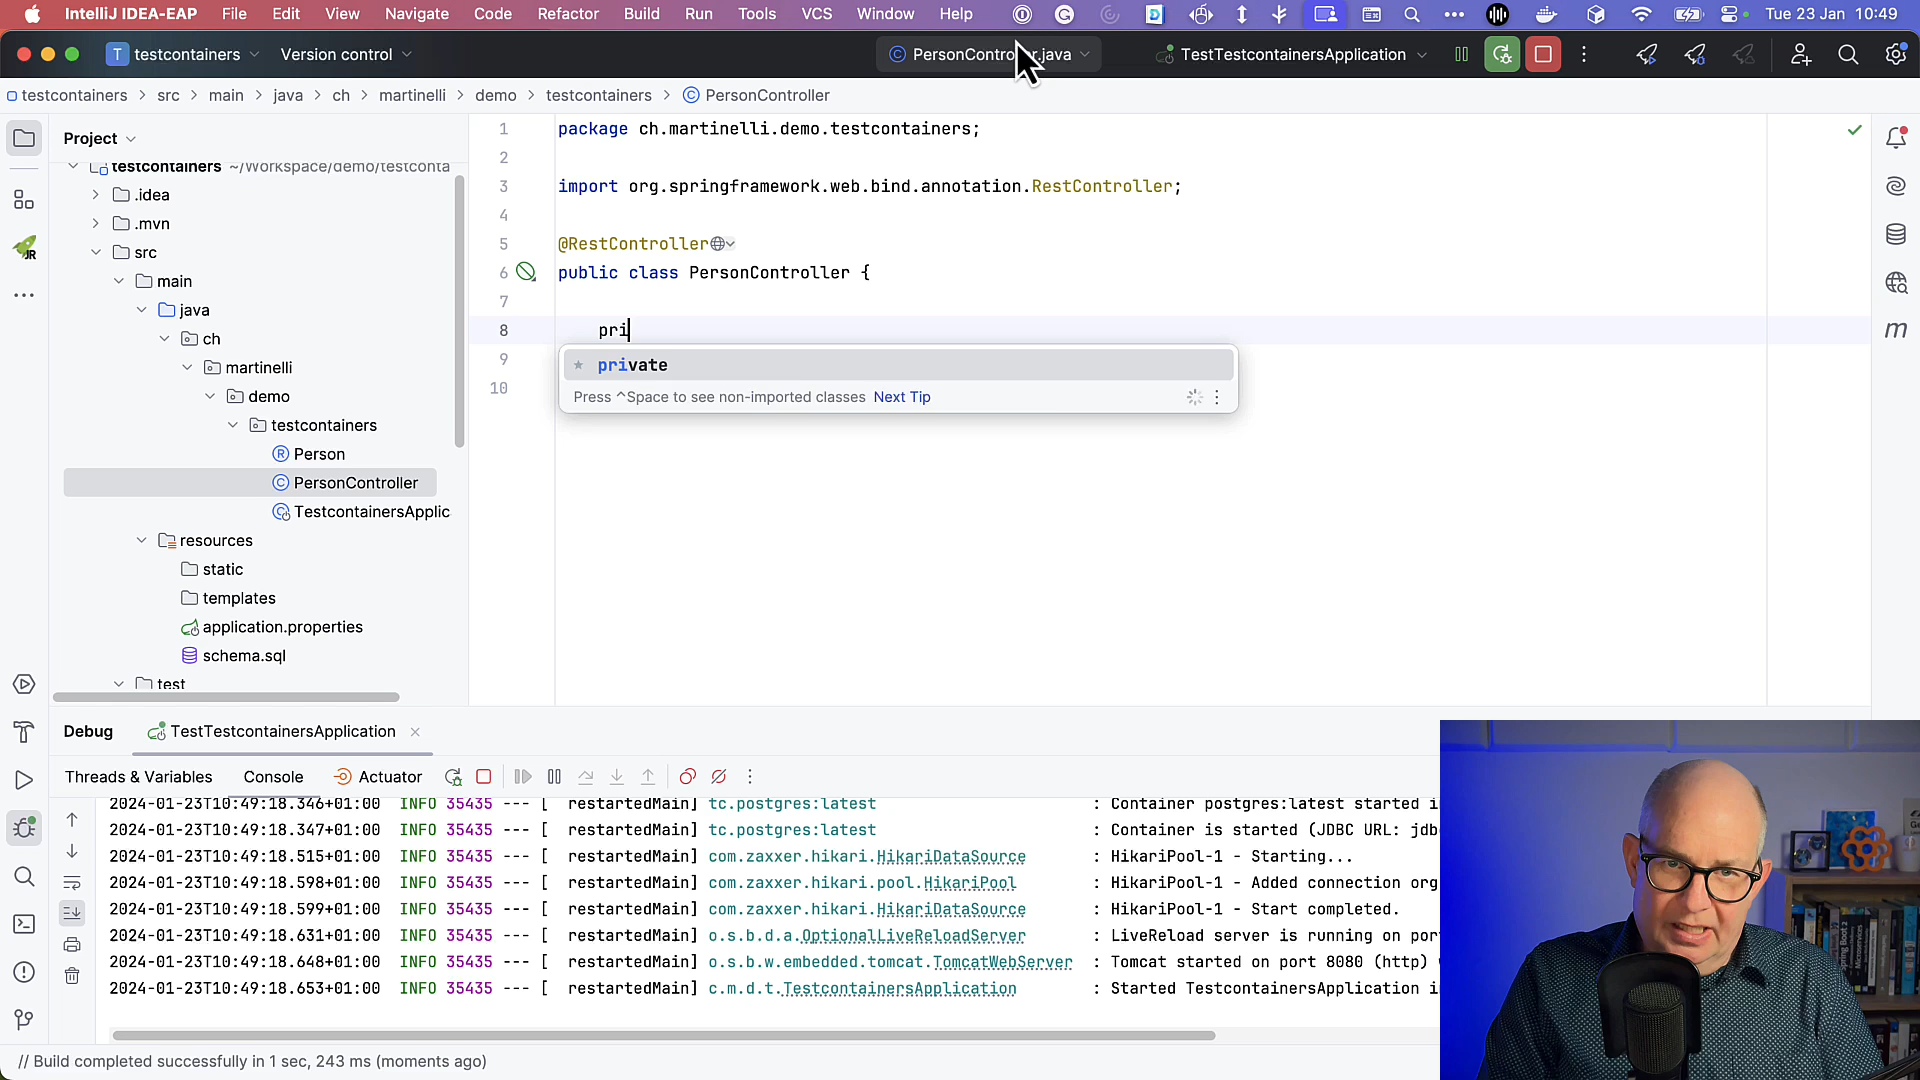 IntelliJ IDEA-EAP File Edit View Navigate Code Refactor Build Run Tools VCS Window Help Tue 23 Jan 10:49
T testcontainers Version control PersonController.java TestTestcontainersApplication
testcontainers > src > main > java > ch > martinelli > demo > testcontainers > PersonController
Project
testcontainers ~/Workspace/demo/testconta
.idea
.mvn
src
main
java
ch
martinelli
demo
testcontainers
Person
PersonController
TestcontainersApplic
resources
static
templates
application.properties
schema.sql
test
1 package ch.martinelli.demo.testcontainers;
2
3 import org.springframework.web.bind.annotation.RestController;
4
5 @RestController
6 public class PersonController {
7
8 pri
9
10
private
Press ^Space to see non-imported classes Next Tip
Debug TestTestcontainersApplication
Threads & Variables Console Actuator
2024-01-23T10:49:18.346+01:00 INFO 35435 --- [ restartedMain] tc.postgres:latest : Container postgres:latest started i
2024-01-23T10:49:18.347+01:00 INFO 35435 --- [ restartedMain] tc.postgres:latest : Container is started (JDBC URL: jdb
2024-01-23T10:49:18.515+01:00 INFO 35435 --- [ restartedMain] com.zaxxer.hikari.HikariDataSource : HikariPool-1 - Starting...
2024-01-23T10:49:18.598+01:00 INFO 35435 --- [ restartedMain] com.zaxxer.hikari.pool.HikariPool : HikariPool-1 - Added connection org
2024-01-23T10:49:18.599+01:00 INFO 35435 --- [ restartedMain] com.zaxxer.hikari.HikariDataSource : HikariPool-1 - Start completed.
2024-01-23T10:49:18.631+01:00 INFO 35435 --- [ restartedMain] o.s.b.d.a.OptionalLiveReloadServer : LiveReload server is running on por
2024-01-23T10:49:18.648+01:00 INFO 35435 --- [ restartedMain] o.s.b.w.embedded.tomcat.TomcatWebServer : Tomcat started on port 8080 (http)
2024-01-23T10:49:18.653+01:00 INFO 35435 --- [ restartedMain] c.m.d.t.TestcontainersApplication : Started TestcontainersApplication i
// Build completed successfully in 1 sec, 243 ms (moments ago)